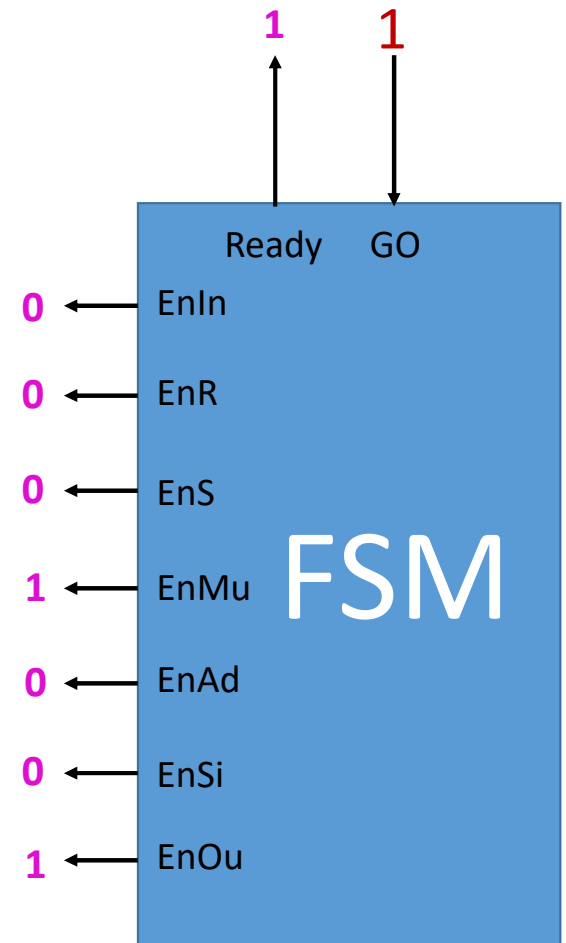 1 1
Ready GO
0 EnIn
0 EnR
0 EnS
1 EnMu
FSM
0 EnAd
0 EnSi
1 EnOu